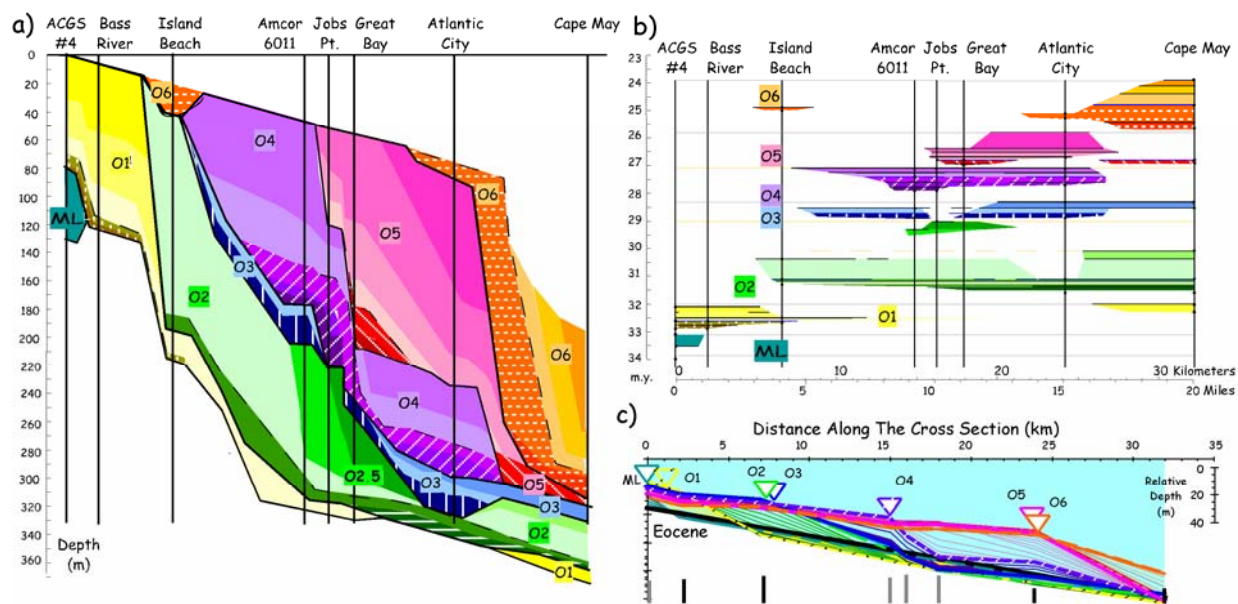 a)
ACGS #4
Bass River
Island Beach
Amcor 6011
Jobs Pt.
Great Bay
Atlantic City
Cape May
0
20
40
60
80
100
120
140
160
180
200
220
240
260
280
300
320
340
360
Depth (m)
O6
O4
O1
ML
O5
O6
O3
O2
O6
O4
O2.5
O3
O5
O3
O2
O1
b)
ACGS #4
Bass River
Island Beach
Amcor 6011
Jobs Pt.
Great Bay
Atlantic City
Cape May
23
24
25
26
27
28
29
30
31
32
33
34
m.y.
O6
O5
O4
O3
O2
O1
ML
0
10
20
30 Kilometers
0
5
10
15
20
Miles
c)
Distance Along The Cross Section (km)
0
5
10
15
20
25
30
35
ML
O1
O2
O3
O4
O5
O6
Relative Depth (m)
0
20
40
Eocene